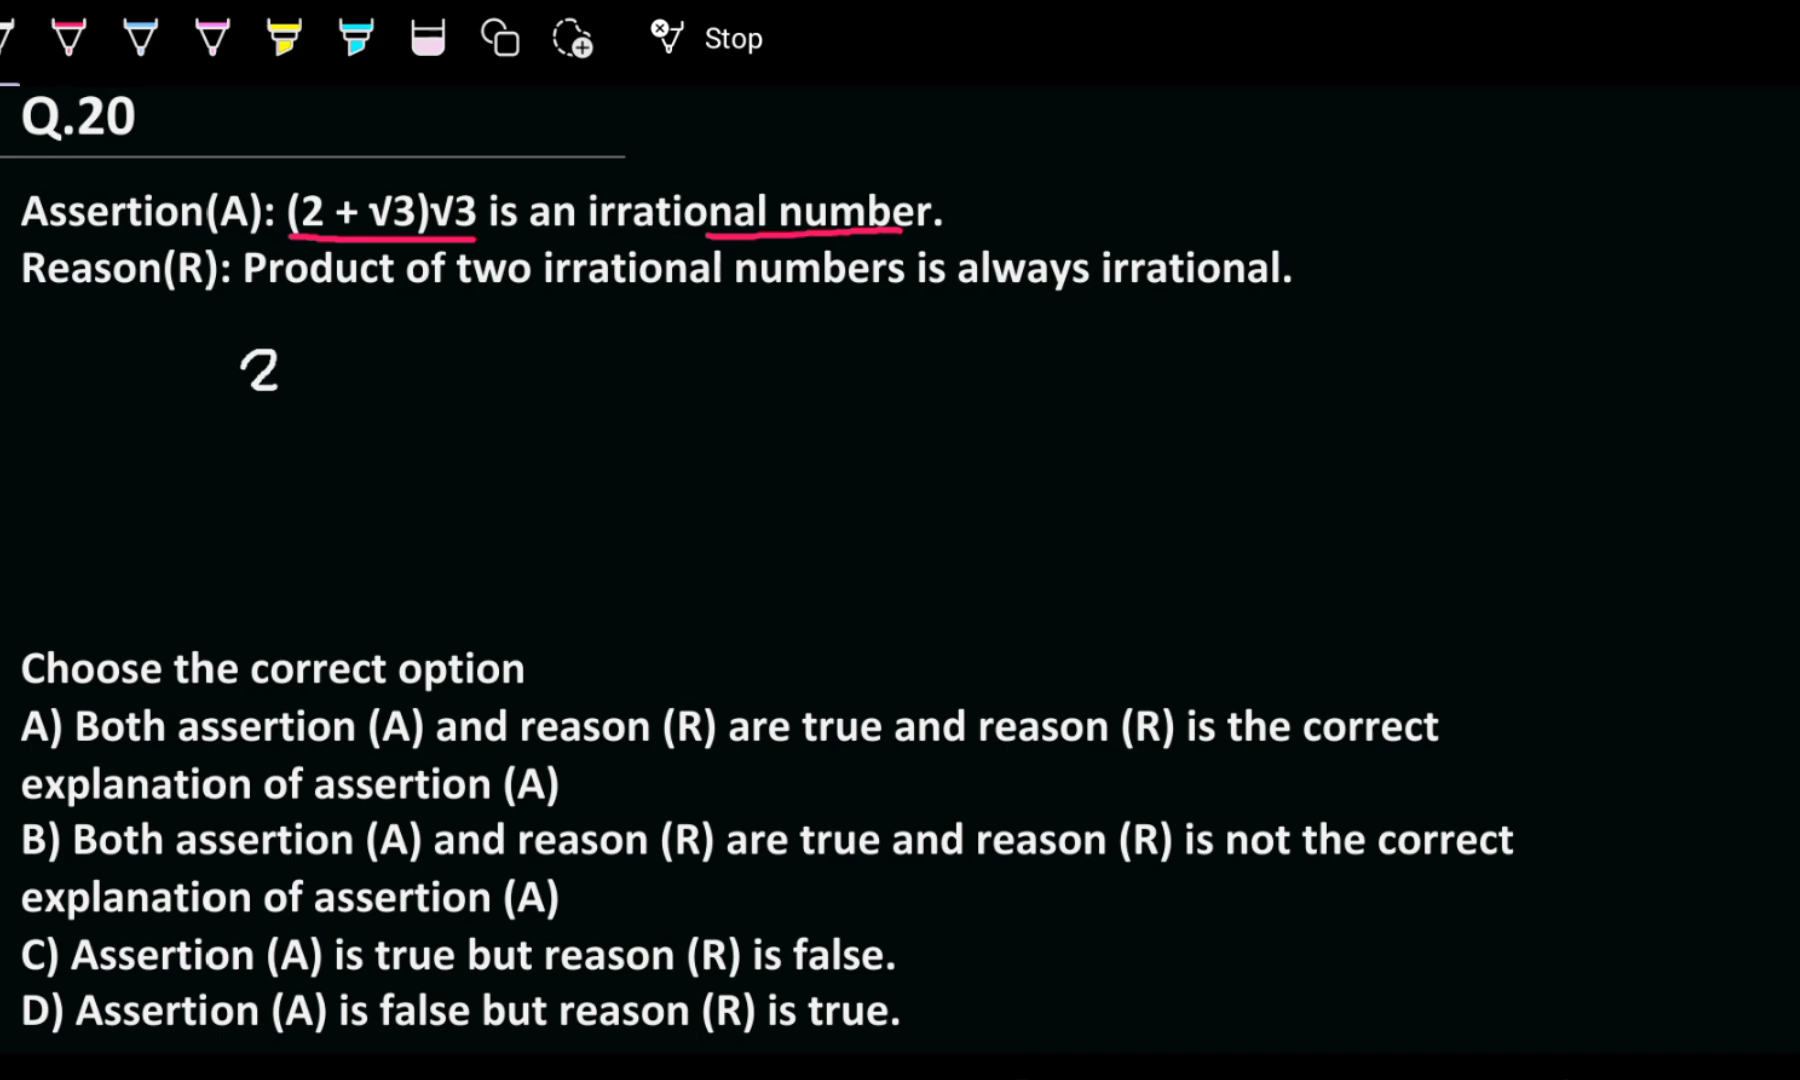 Stop
Q.20
Assertion(A): (2 + √3)√3 is an irrational number.
Reason(R): Product of two irrational numbers is always irrational.
2
Choose the correct option
A) Both assertion (A) and reason (R) are true and reason (R) is the correct
explanation of assertion (A)
B) Both assertion (A) and reason (R) are true and reason (R) is not the correct
explanation of assertion (A)
C) Assertion (A) is true but reason (R) is false.
D) Assertion (A) is false but reason (R) is true.